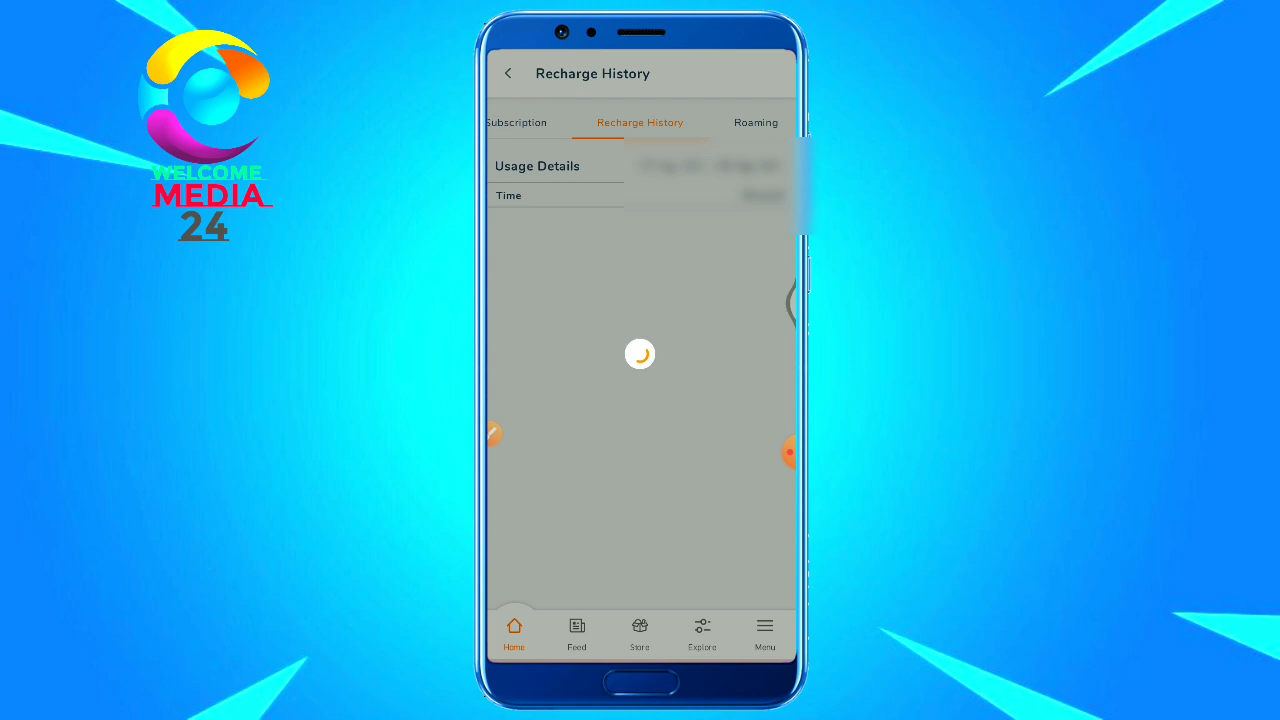 WELCOME
MEDIA
24
Recharge History
Subscription
Recharge History
Roaming
Usage Details
Time
Home
Feed
Store
Explore
Menu